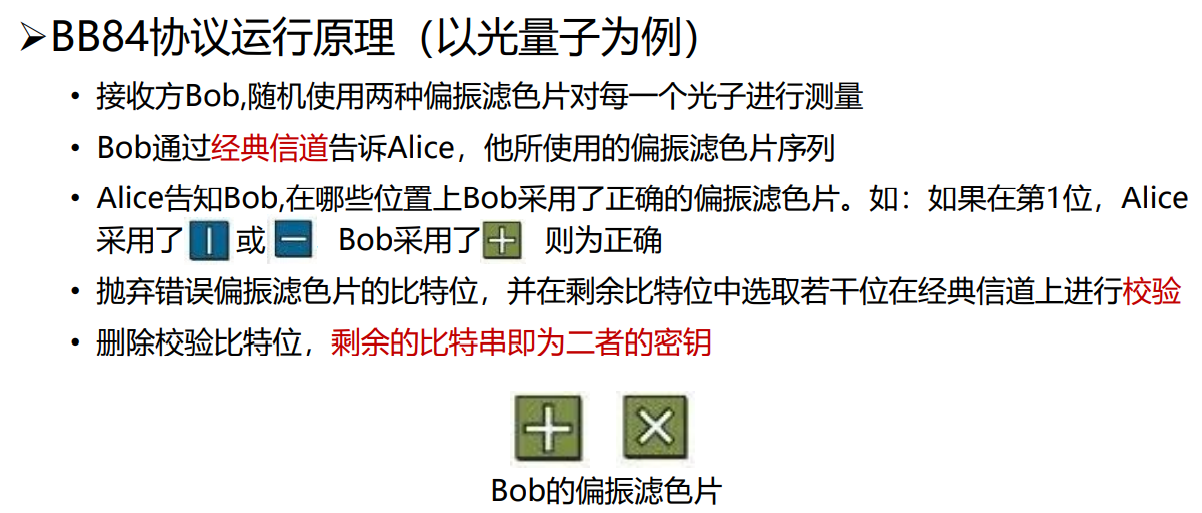 ➢BB84协议运行原理（以光量子为例）
• 接收方Bob,随机使用两种偏振滤色片对每一个光子进行测量
• Bob通过经典信道告诉Alice，他所使用的偏振滤色片序列
• Alice告知Bob,在哪些位置上Bob采用了正确的偏振滤色片。如：如果在第1位，Alice
采用了 | 或 — Bob采用了 + 则为正确
• 抛弃错误偏振滤色片的比特位，并在剩余比特位中选取若干位在经典信道上进行校验
• 删除校验比特位，剩余的比特串即为二者的密钥
+ ×
Bob的偏振滤色片